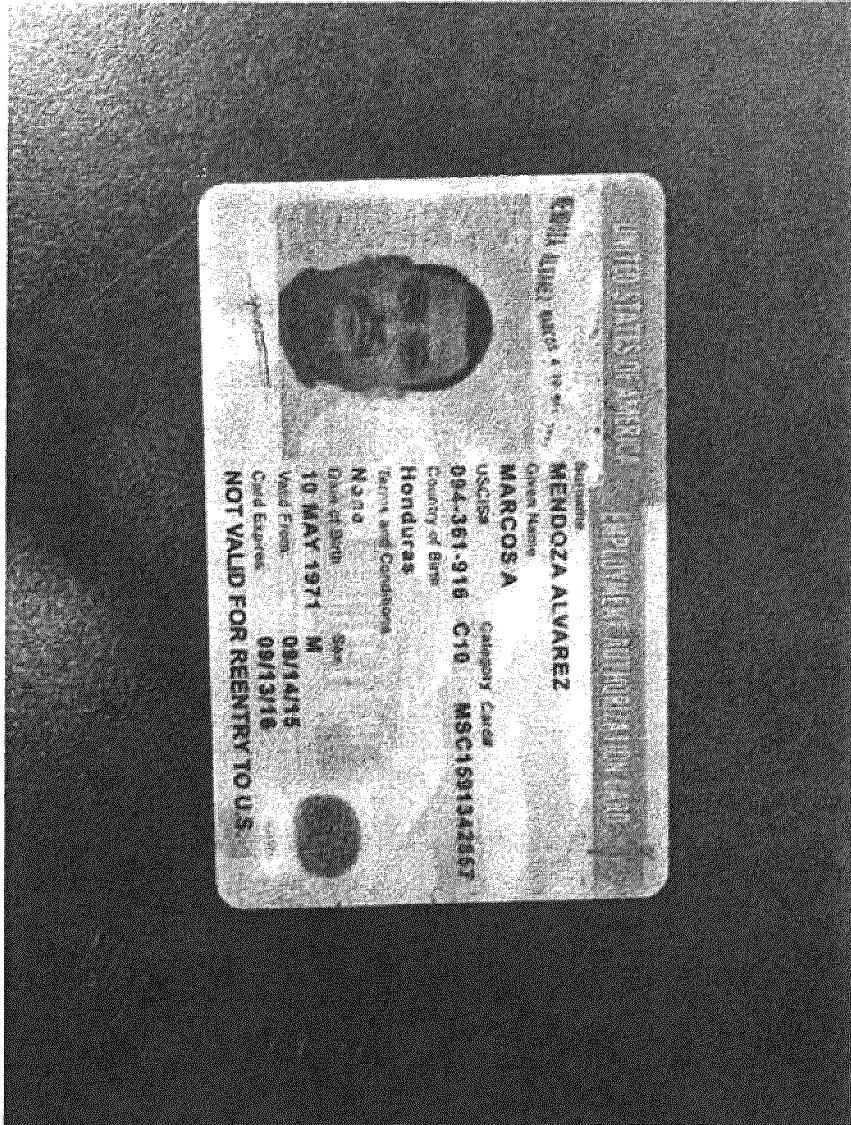 UNITED STATES OF AMERICA EMPLOYMENT AUTHORIZATION CARD
Surname
MENDOZA ALVAREZ
Given Name
MARCOS A
USCIS# Category Card#
094-361-916 C10 MSC1591342867
Country of Birth
Honduras
Terms and Conditions
None
Date of Birth Sex
10 MAY 1971 M
Valid From 09/14/15
Card Expires 09/13/16
NOT VALID FOR REENTRY TO U.S.